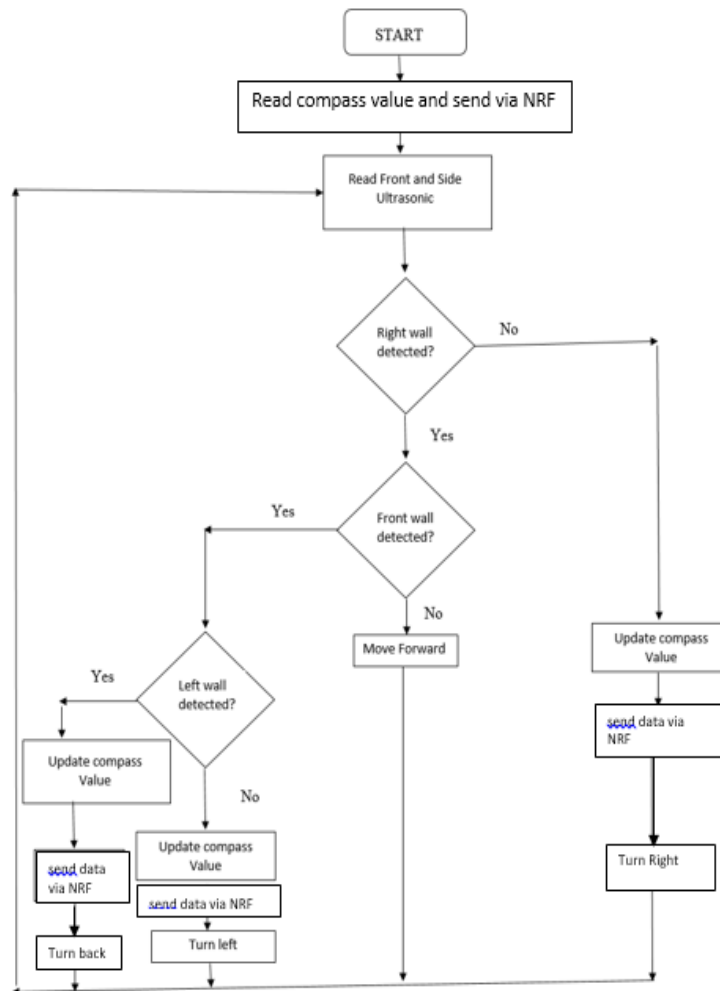 START
Read compass value and send via NRF
Read Front and Side
Ultrasonic
Right wall
detected?
No
Yes
Front wall
detected?
Yes
No
Move Forward
Update compass
Value
send data via
NRF
Turn Right
Left wall
detected?
Yes
No
Update compass
Value
send data
via NRF
Turn back
Update compass
Value
send data via NRF
Turn left